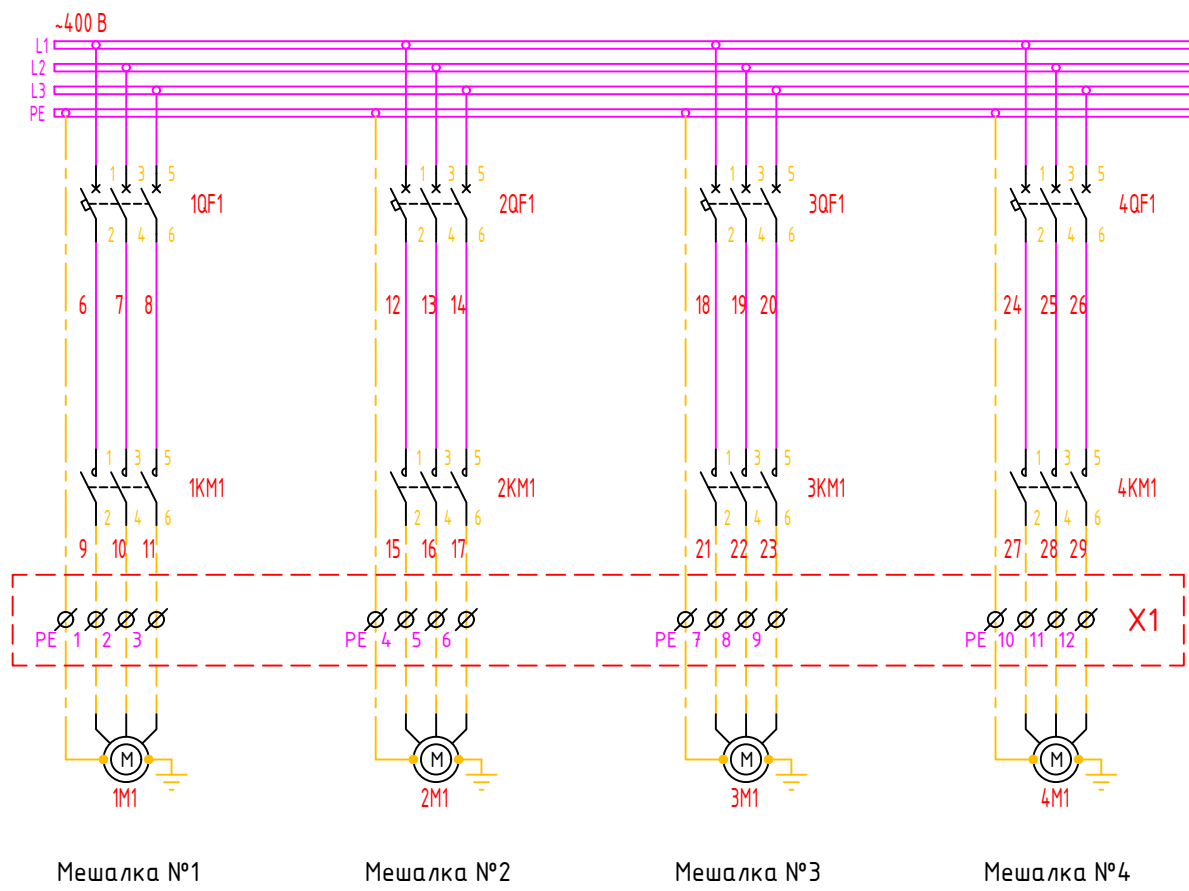 ~400 В
L1
L2
L3
PE
1 3 5 1 3 5 1 3 5 1 3 5
1QF1 2QF1 3QF1 4QF1
2 4 6 2 4 6 2 4 6 2 4 6
6 7 8 12 13 14 18 19 20 24 25 26
1 3 5 1 3 5 1 3 5 1 3 5
1KM1 2KM1 3KM1 4KM1
2 4 6 2 4 6 2 4 6 2 4 6
9 10 11 15 16 17 21 22 23 27 28 29
X1
PE 1 2 3 PE 4 5 6 PE 7 8 9 PE 10 11 12
M M M M
1M1 2M1 3M1 4M1
Мешалка №1 Мешалка №2 Мешалка №3 Мешалка №4